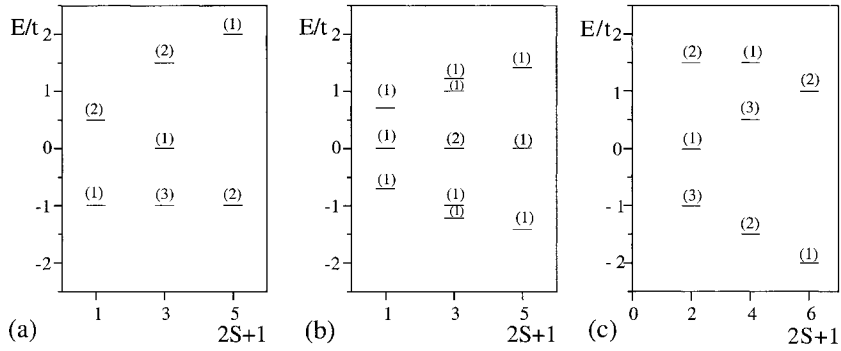 E/t 2 (1)
(2)
1 (2)
0 (1)
-1 (1) (3) (2)
-2
1 3 5
(a) 2S+1
E/t 2
(1) (1)
1 (1) (1)
0 (1) (2) (1)
(1) (1)
-1 (1) (1)
-2
1 3 5
(b) 2S+1
E/t 2
(2) (1)
1 (3) (2)
0 (1)
-1 (3) (2)
-2 (1)
0 2 4 6
(c) 2S+1